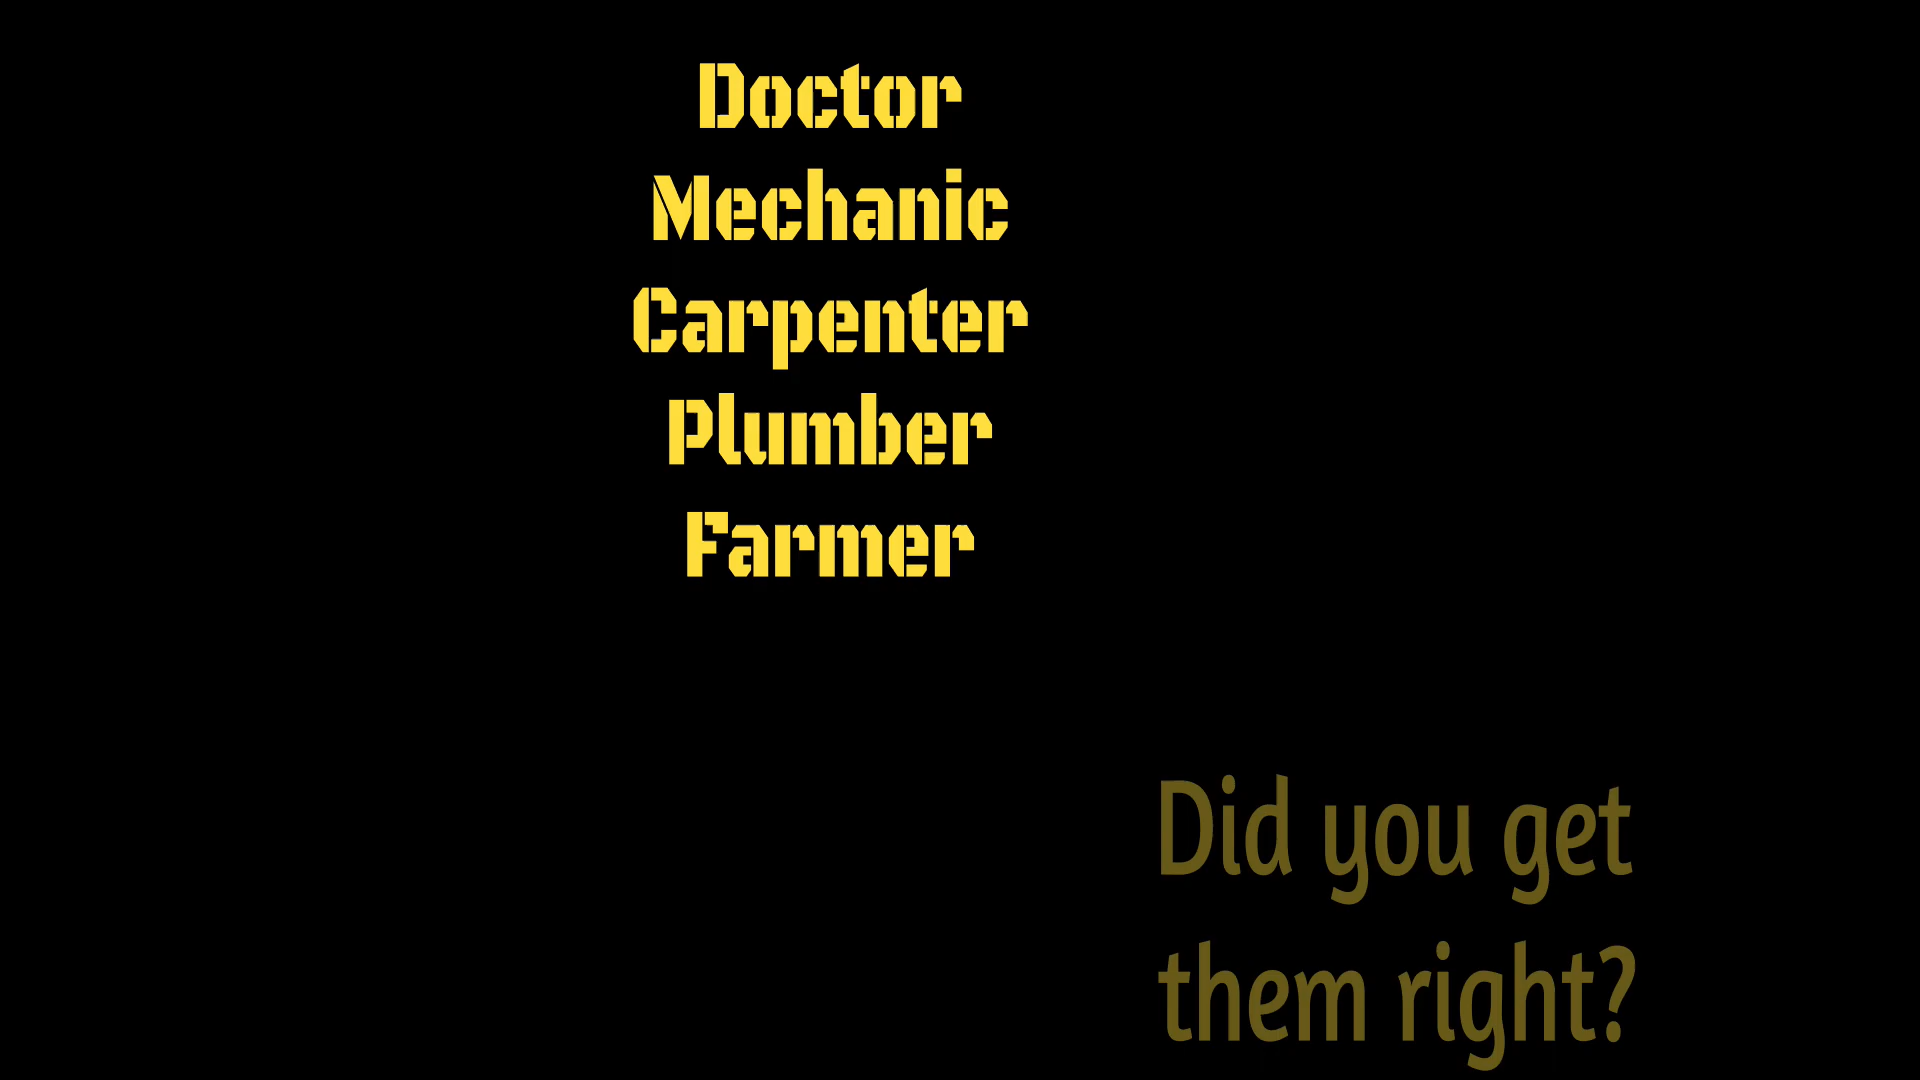 Doctor
Mechanic
Carpenter
Plumber
Farmer
Did you get
them right?